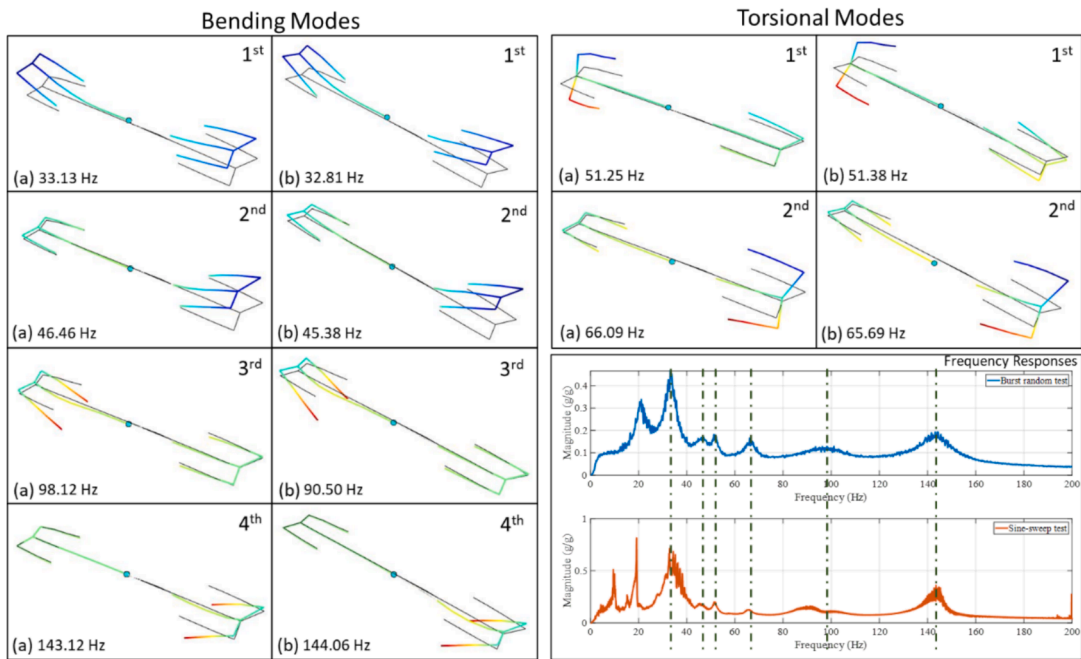 Bending Modes
1st
(a) 33.13 Hz
1st
(b) 32.81 Hz
2nd
(a) 46.46 Hz
2nd
(b) 45.38 Hz
3rd
(a) 98.12 Hz
3rd
(b) 90.50 Hz
4th
(a) 143.12 Hz
4th
(b) 144.06 Hz
Torsional Modes
1st
(a) 51.25 Hz
1st
(b) 51.38 Hz
2nd
(a) 66.09 Hz
2nd
(b) 65.69 Hz
Frequency Responses
Burst random test
Magnitude (g/g)
0.4
0.3
0.2
0.1
0
0 20 40 60 80 100 120 140 160 180 200
Frequency (Hz)
Sine-sweep test
Magnitude (g/g)
1
0.5
0
0 20 40 60 80 100 120 140 160 180 200
Frequency (Hz)